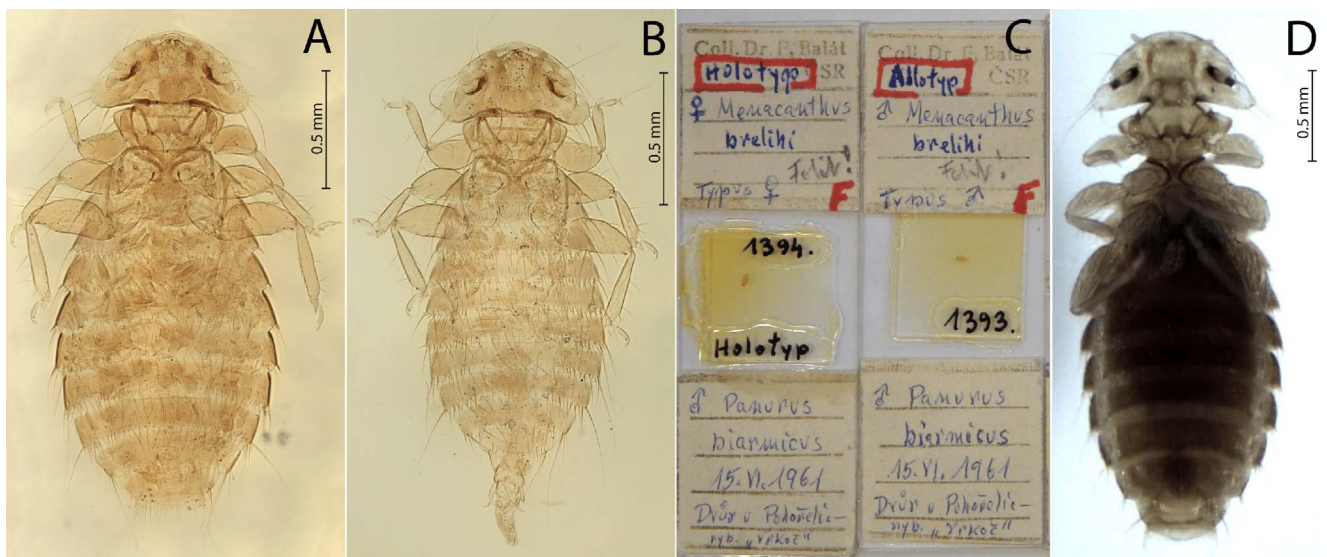 A
0.5 mm
B
0.5 mm
C
Coll. Dr. F. Balát
ČSR
Holotyp
♀ Menacanthus
brelihi
Typus ♀
F
1394.
Holotyp
♂ Panurus
biarmicus
15.VI.1961
Dvůr u Pohořelic-
ryb. „Vrkoč“
Coll. Dr. F. Balát
ČSR
Allotyp
♂ Menacanthus
brelihi
Typus ♂
F
1393.
♂ Panurus
biarmicus
15.VI.1961
Dvůr u Pohořelic-
ryb. „Vrkoč“
D
0.5 mm